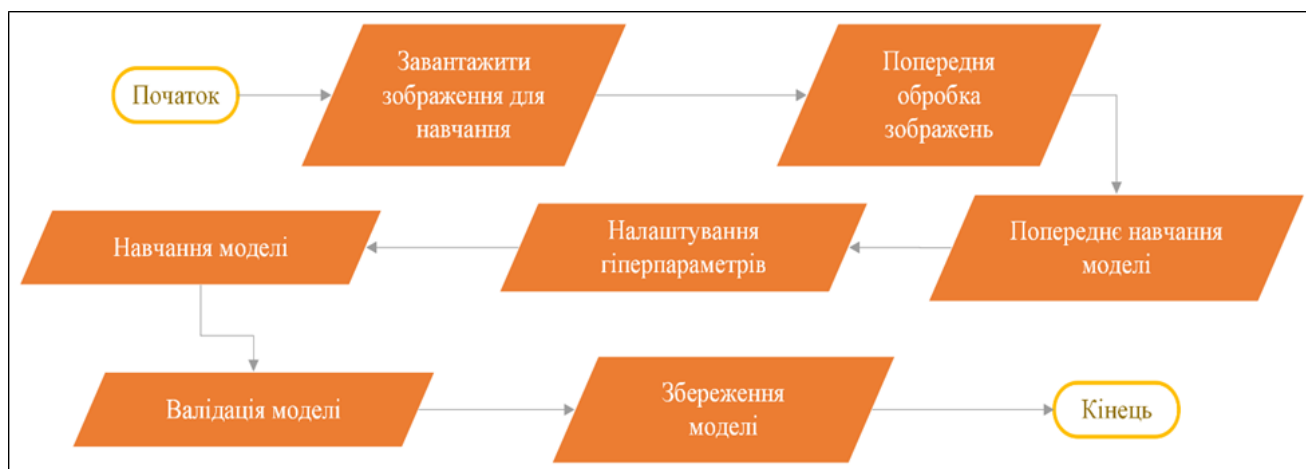 Початок
Завантажити
зображення для
навчання
Попередня
обробка
зображень
Попереднє навчання
моделі
Налаштування
гіперпараметрів
Навчання моделі
Валідація моделі
Збереження
моделі
Кінець